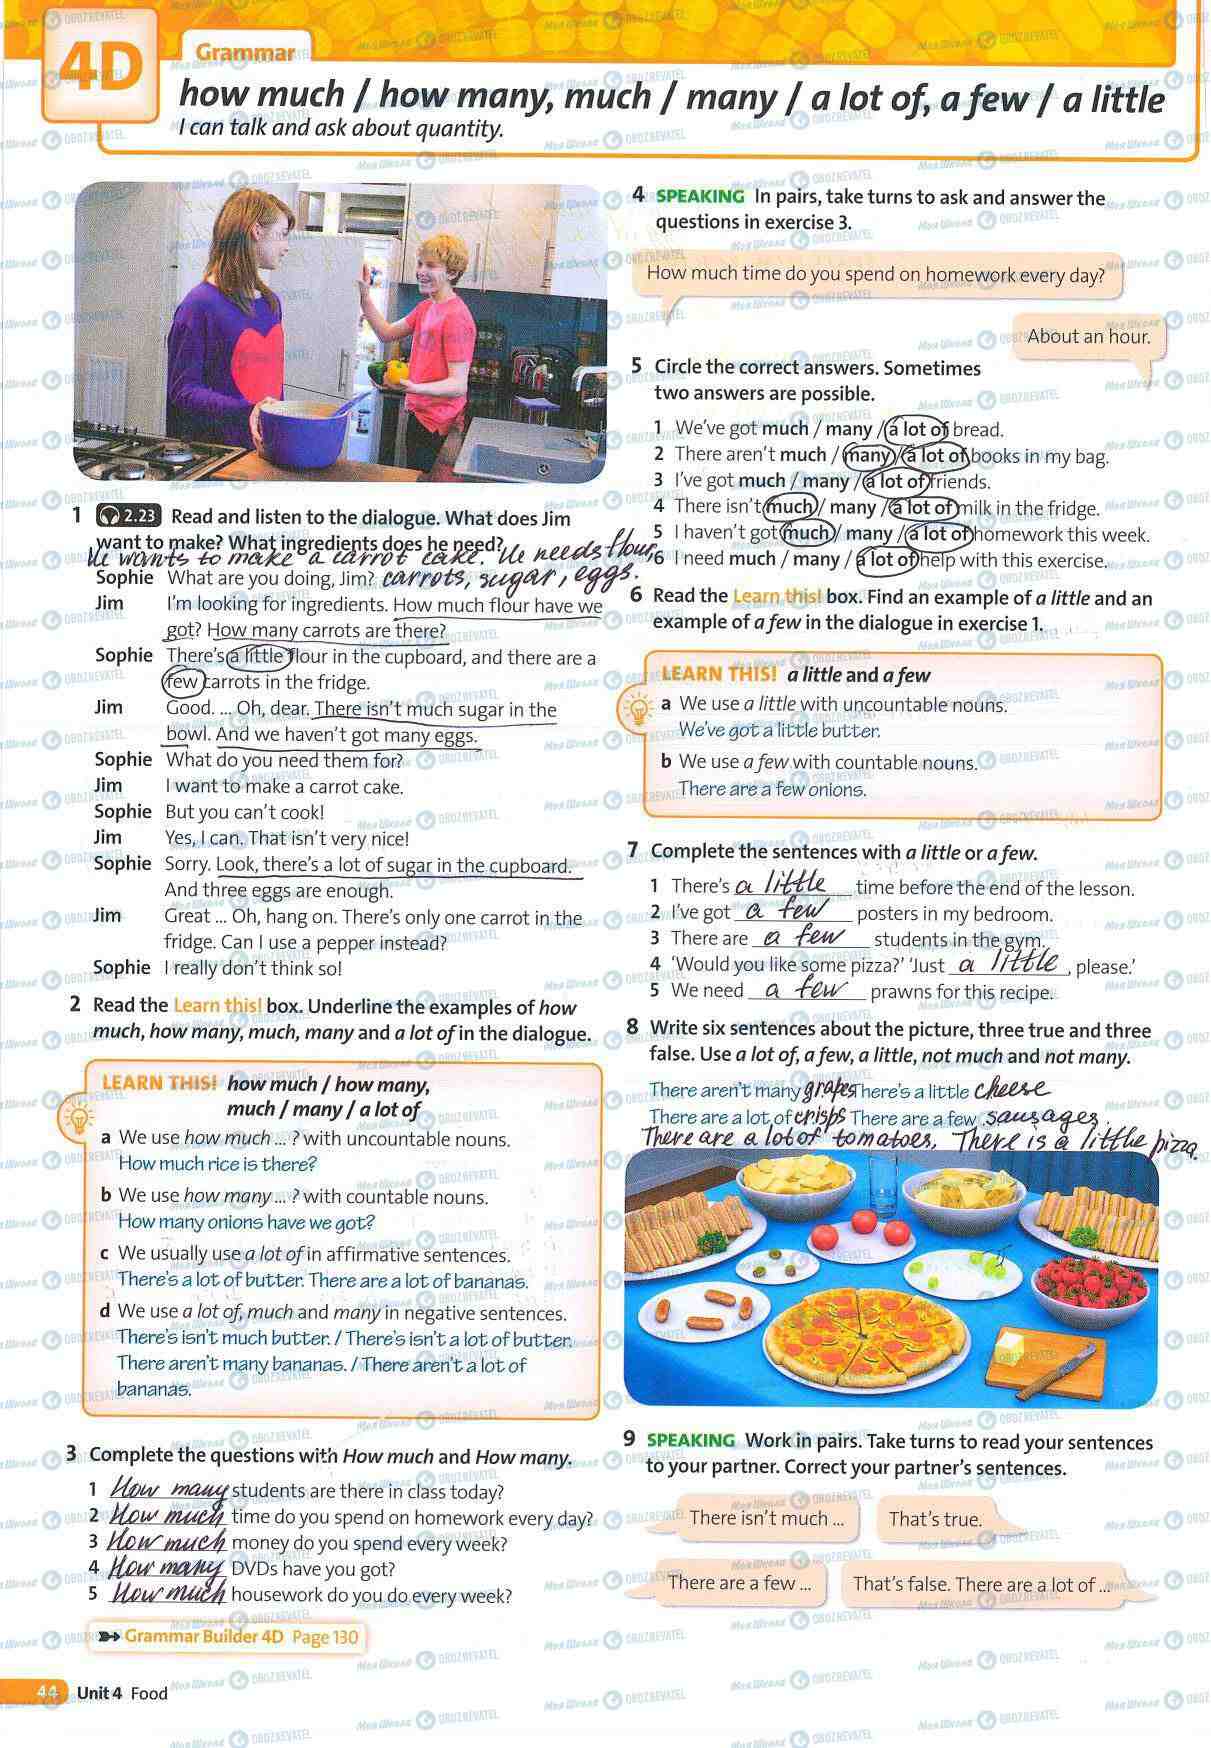 4D
Grammar
how much / how many, much / many / a lot of, a few / a little
I can talk and ask about quantity.
1 2.23 Read and listen to the dialogue. What does Jim
want to make? What ingredients does he need?
He wants to make a carrot cake. He needs flour,
carrots, sugar, eggs.
Sophie What are you doing, Jim?
Jim I'm looking for ingredients. How much flour have we
got? How many carrots are there?
Sophie There's a little flour in the cupboard, and there are a
few carrots in the fridge.
Jim Good. ... Oh, dear. There isn't much sugar in the
bowl. And we haven't got many eggs.
Sophie What do you need them for?
Jim I want to make a carrot cake.
Sophie But you can't cook!
Jim Yes, I can. That isn't very nice!
Sophie Sorry. Look, there's a lot of sugar in the cupboard.
And three eggs are enough.
Jim Great ... Oh, hang on. There's only one carrot in the
fridge. Can I use a pepper instead?
Sophie I really don't think so!
2 Read the Learn this! box. Underline the examples of how
much, how many, much, many and a lot of in the dialogue.
LEARN THIS! how much / how many,
much / many / a lot of
a We use how much ... ? with uncountable nouns.
How much rice is there?
b We use how many ... ? with countable nouns.
How many onions have we got?
c We usually use a lot of in affirmative sentences.
There's a lot of butter. There are a lot of bananas.
d We use a lot of, much and many in negative sentences.
There's isn't much butter. / There's isn't a lot of butter.
There aren't many bananas. / There aren't a lot of
bananas.
3 Complete the questions with How much and How many.
1 How many students are there in class today?
2 How much time do you spend on homework every day?
3 How much money do you spend every week?
4 How many DVDs have you got?
5 How much housework do you do every week?
Grammar Builder 4D Page 130
44 Unit 4 Food
4 SPEAKING In pairs, take turns to ask and answer the
questions in exercise 3.
How much time do you spend on homework every day?
About an hour.
5 Circle the correct answers. Sometimes
two answers are possible.
1 We've got much / many / a lot of bread.
2 There aren't much / many / a lot of books in my bag.
3 I've got much / many / a lot of friends.
4 There isn't much / many / a lot of milk in the fridge.
5 I haven't got much / many / a lot of homework this week.
6 I need much / many / a lot of help with this exercise.
6 Read the Learn this! box. Find an example of a little and an
example of a few in the dialogue in exercise 1.
LEARN THIS! a little and a few
a We use a little with uncountable nouns.
We've got a little butter.
b We use a few with countable nouns.
There are a few onions.
7 Complete the sentences with a little or a few.
1 There's a little time before the end of the lesson.
2 I've got a few posters in my bedroom.
3 There are a few students in the gym.
4 'Would you like some pizza?' 'Just a little, please.'
5 We need a few prawns for this recipe.
8 Write six sentences about the picture, three true and three
false. Use a lot of, a few, a little, not much and not many.
There aren't many grapes There's a little cheese
There are a lot of crisps There are a few sausages.
There are a lot of tomatoes. There is a little pizza.
9 SPEAKING Work in pairs. Take turns to read your sentences
to your partner. Correct your partner's sentences.
There isn't much ...
That's true.
There are a few ...
That's false. There are a lot of ...
Моя Школа OBOZREVATEL